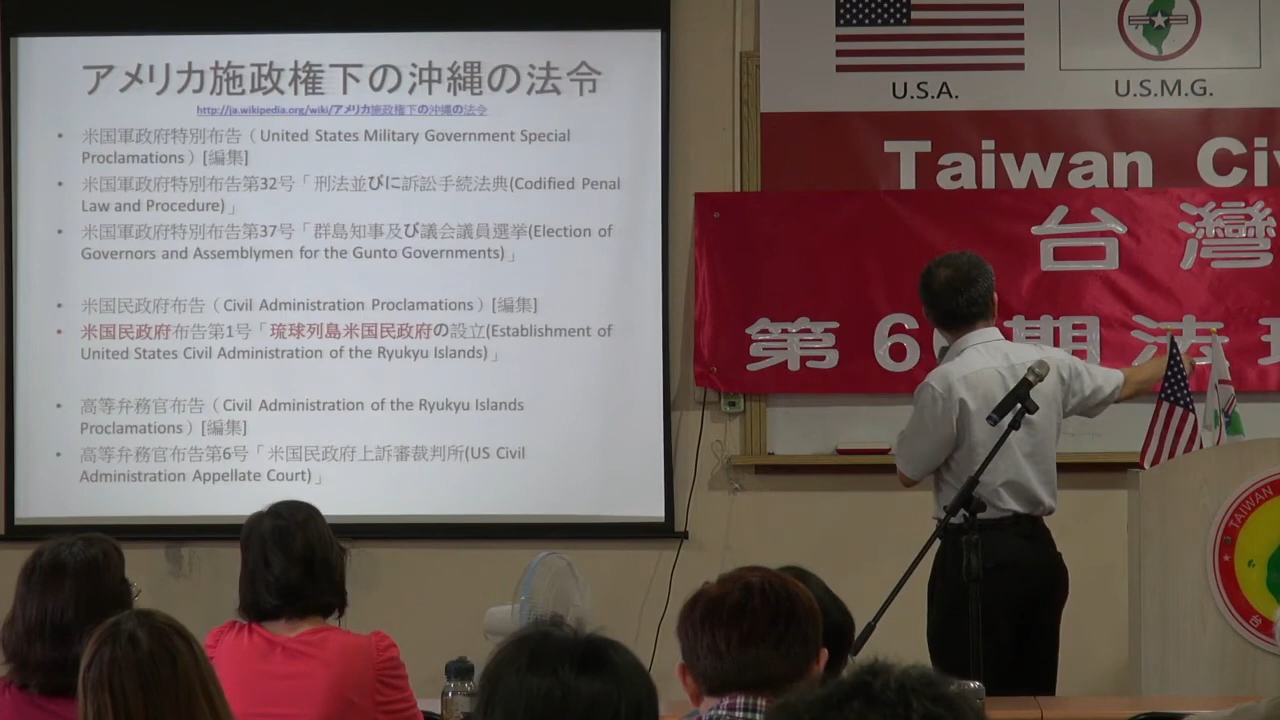 アメリカ施政権下の沖縄の法令
http://ja.wikipedia.org/wiki/アメリカ施政権下の沖縄の法令
• 米国軍政府特別布告（United States Military Government Special
Proclamations）[編集]
• 米国軍政府特別布告第32号「刑法並びに訴訟手続法典(Codified Penal
Law and Procedure)」
• 米国軍政府特別布告第37号「群島知事及び議会議員選挙(Election of
Governors and Assemblymen for the Gunto Governments)」
• 米国民政府布告（Civil Administration Proclamations）[編集]
• 米国民政府布告第1号「琉球列島米国民政府の設立(Establishment of
United States Civil Administration of the Ryukyu Islands)」
• 高等弁務官布告（Civil Administration of the Ryukyu Islands
Proclamations）[編集]
• 高等弁務官布告第6号「米国民政府上訴審裁判所(US Civil
Administration Appellate Court)」
U.S.A.
U.S.M.G.
Taiwan Ci
台灣
第6 期法
TAIWAN